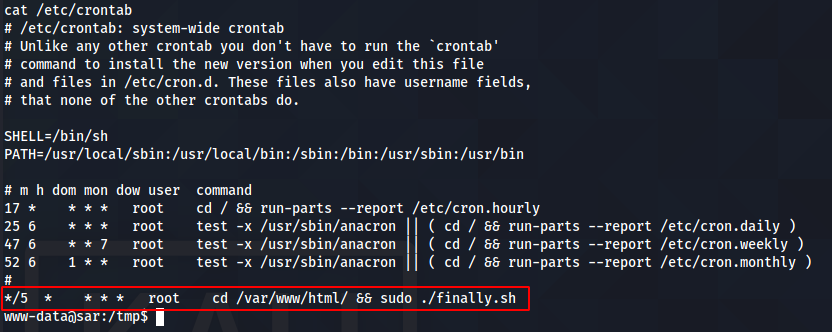 cat /etc/crontab
# /etc/crontab: system-wide crontab
# Unlike any other crontab you don't have to run the `crontab'
# command to install the new version when you edit this file
# and files in /etc/cron.d. These files also have username fields,
# that none of the other crontabs do.

SHELL=/bin/sh
PATH=/usr/local/sbin:/usr/local/bin:/sbin:/bin:/usr/sbin:/usr/bin

# m h dom mon dow user  command
17 *    * * *   root    cd / && run-parts --report /etc/cron.hourly
25 6    * * *   root    test -x /usr/sbin/anacron || ( cd / && run-parts --report /etc/cron.daily )
47 6    * * 7   root    test -x /usr/sbin/anacron || ( cd / && run-parts --report /etc/cron.weekly )
52 6    1 * *   root    test -x /usr/sbin/anacron || ( cd / && run-parts --report /etc/cron.monthly )
#
*/5  *    * * *   root    cd /var/www/html/ && sudo ./finally.sh
www-data@sar:/tmp$